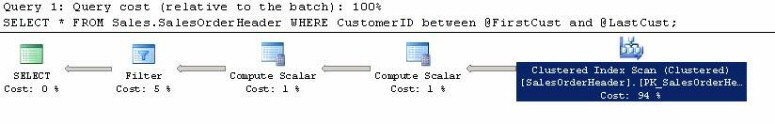 Query 1: Query cost (relative to the batch): 100%
SELECT * FROM Sales.SalesOrderHeader WHERE CustomerID between @FirstCust and @LastCust;
SELECT
Cost: 0 %
Filter
Cost: 5 %
Compute Scalar
Cost: 1 %
Compute Scalar
Cost: 1 %
Clustered Index Scan (Clustered)
[SalesOrderHeader].[PK_SalesOrderHe…
Cost: 94 %